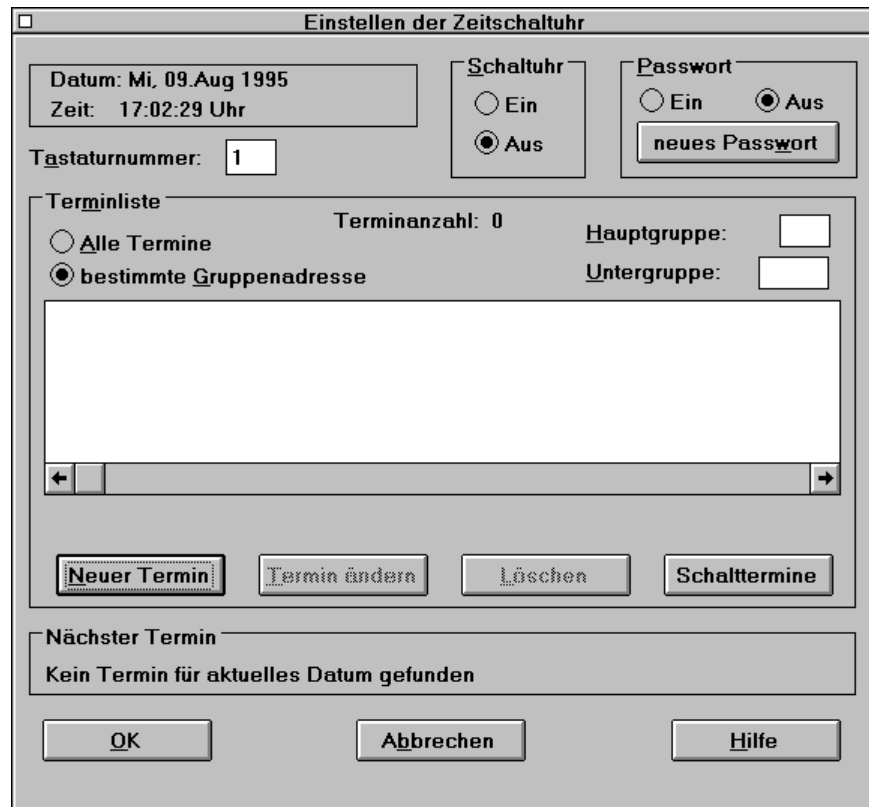 Einstellen der Zeitschaltuhr
Datum: Mi, 09.Aug 1995
Zeit: 17:02:29 Uhr
Schaltuhr
Ein
Aus
Passwort
Ein Aus
neues Passwort
Tastaturnummer: 1
Terminliste
Terminanzahl: 0
Alle Termine
bestimmte Gruppenadresse
Hauptgruppe:
Untergruppe:
Neuer Termin Termin ändern Löschen Schalttermine
Nächster Termin
Kein Termin für aktuelles Datum gefunden
OK Abbrechen Hilfe